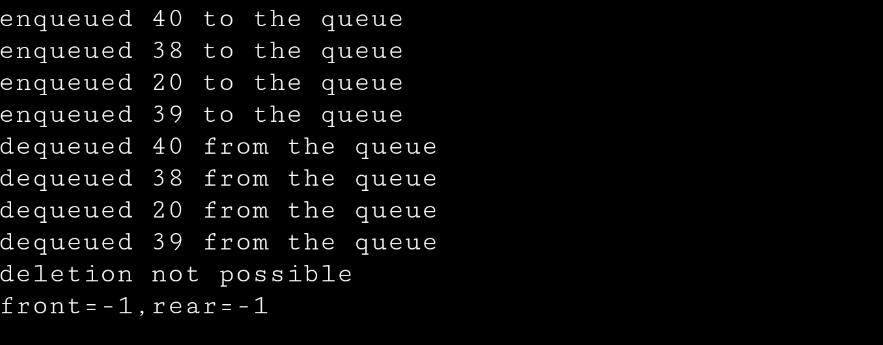 enqueued 40 to the queue
enqueued 38 to the queue
enqueued 20 to the queue
enqueued 39 to the queue
dequeued 40 from the queue
dequeued 38 from the queue
dequeued 20 from the queue
dequeued 39 from the queue
deletion not possible
front=-1,rear=-1